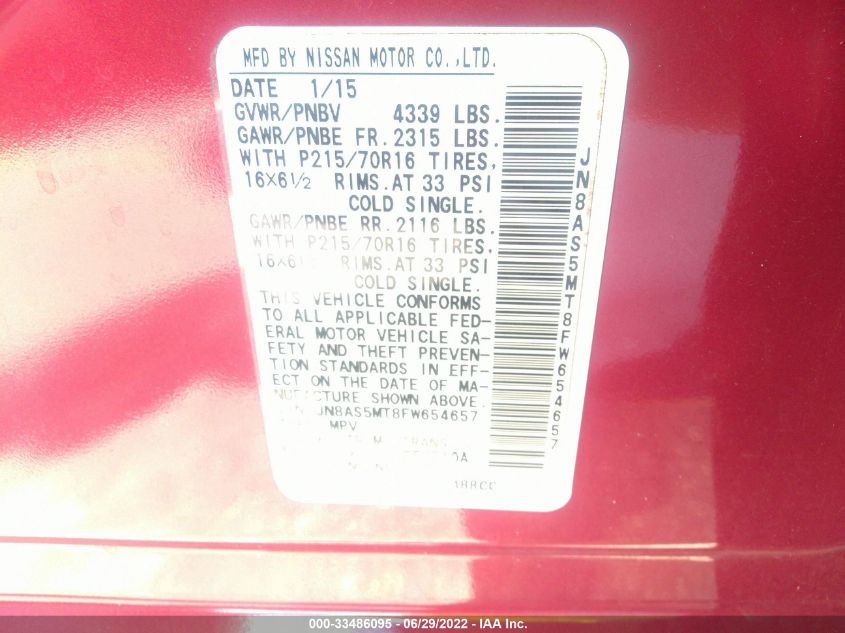 MFD BY NISSAN MOTOR CO.,LTD.
DATE 1/15
GVWR/PNBV 4339 LBS.
GAWR/PNBE FR. 2315 LBS.
WITH P215/70R16 TIRES,
16×6½ RIMS. AT 33 PSI
COLD SINGLE.
GAWR/PNBE RR. 2116 LBS.
WITH P215/70R16 TIRES,
RIMS. AT 33 PSI
COLD SINGLE.
THIS VEHICLE CONFORMS
TO ALL APPLICABLE FED-
ERAL MOTOR VEHICLE SA-
FETY AND THEFT PREVEN-
TION STANDARDS IN EFF-
ECT ON THE DATE OF MA-
NUFACTURE SHOWN ABOVE.
JN8AS5MT8FW654657
MPV
JN8AS5MT8FW654657
000-33486095 - 06/29/2022 - IAA Inc.